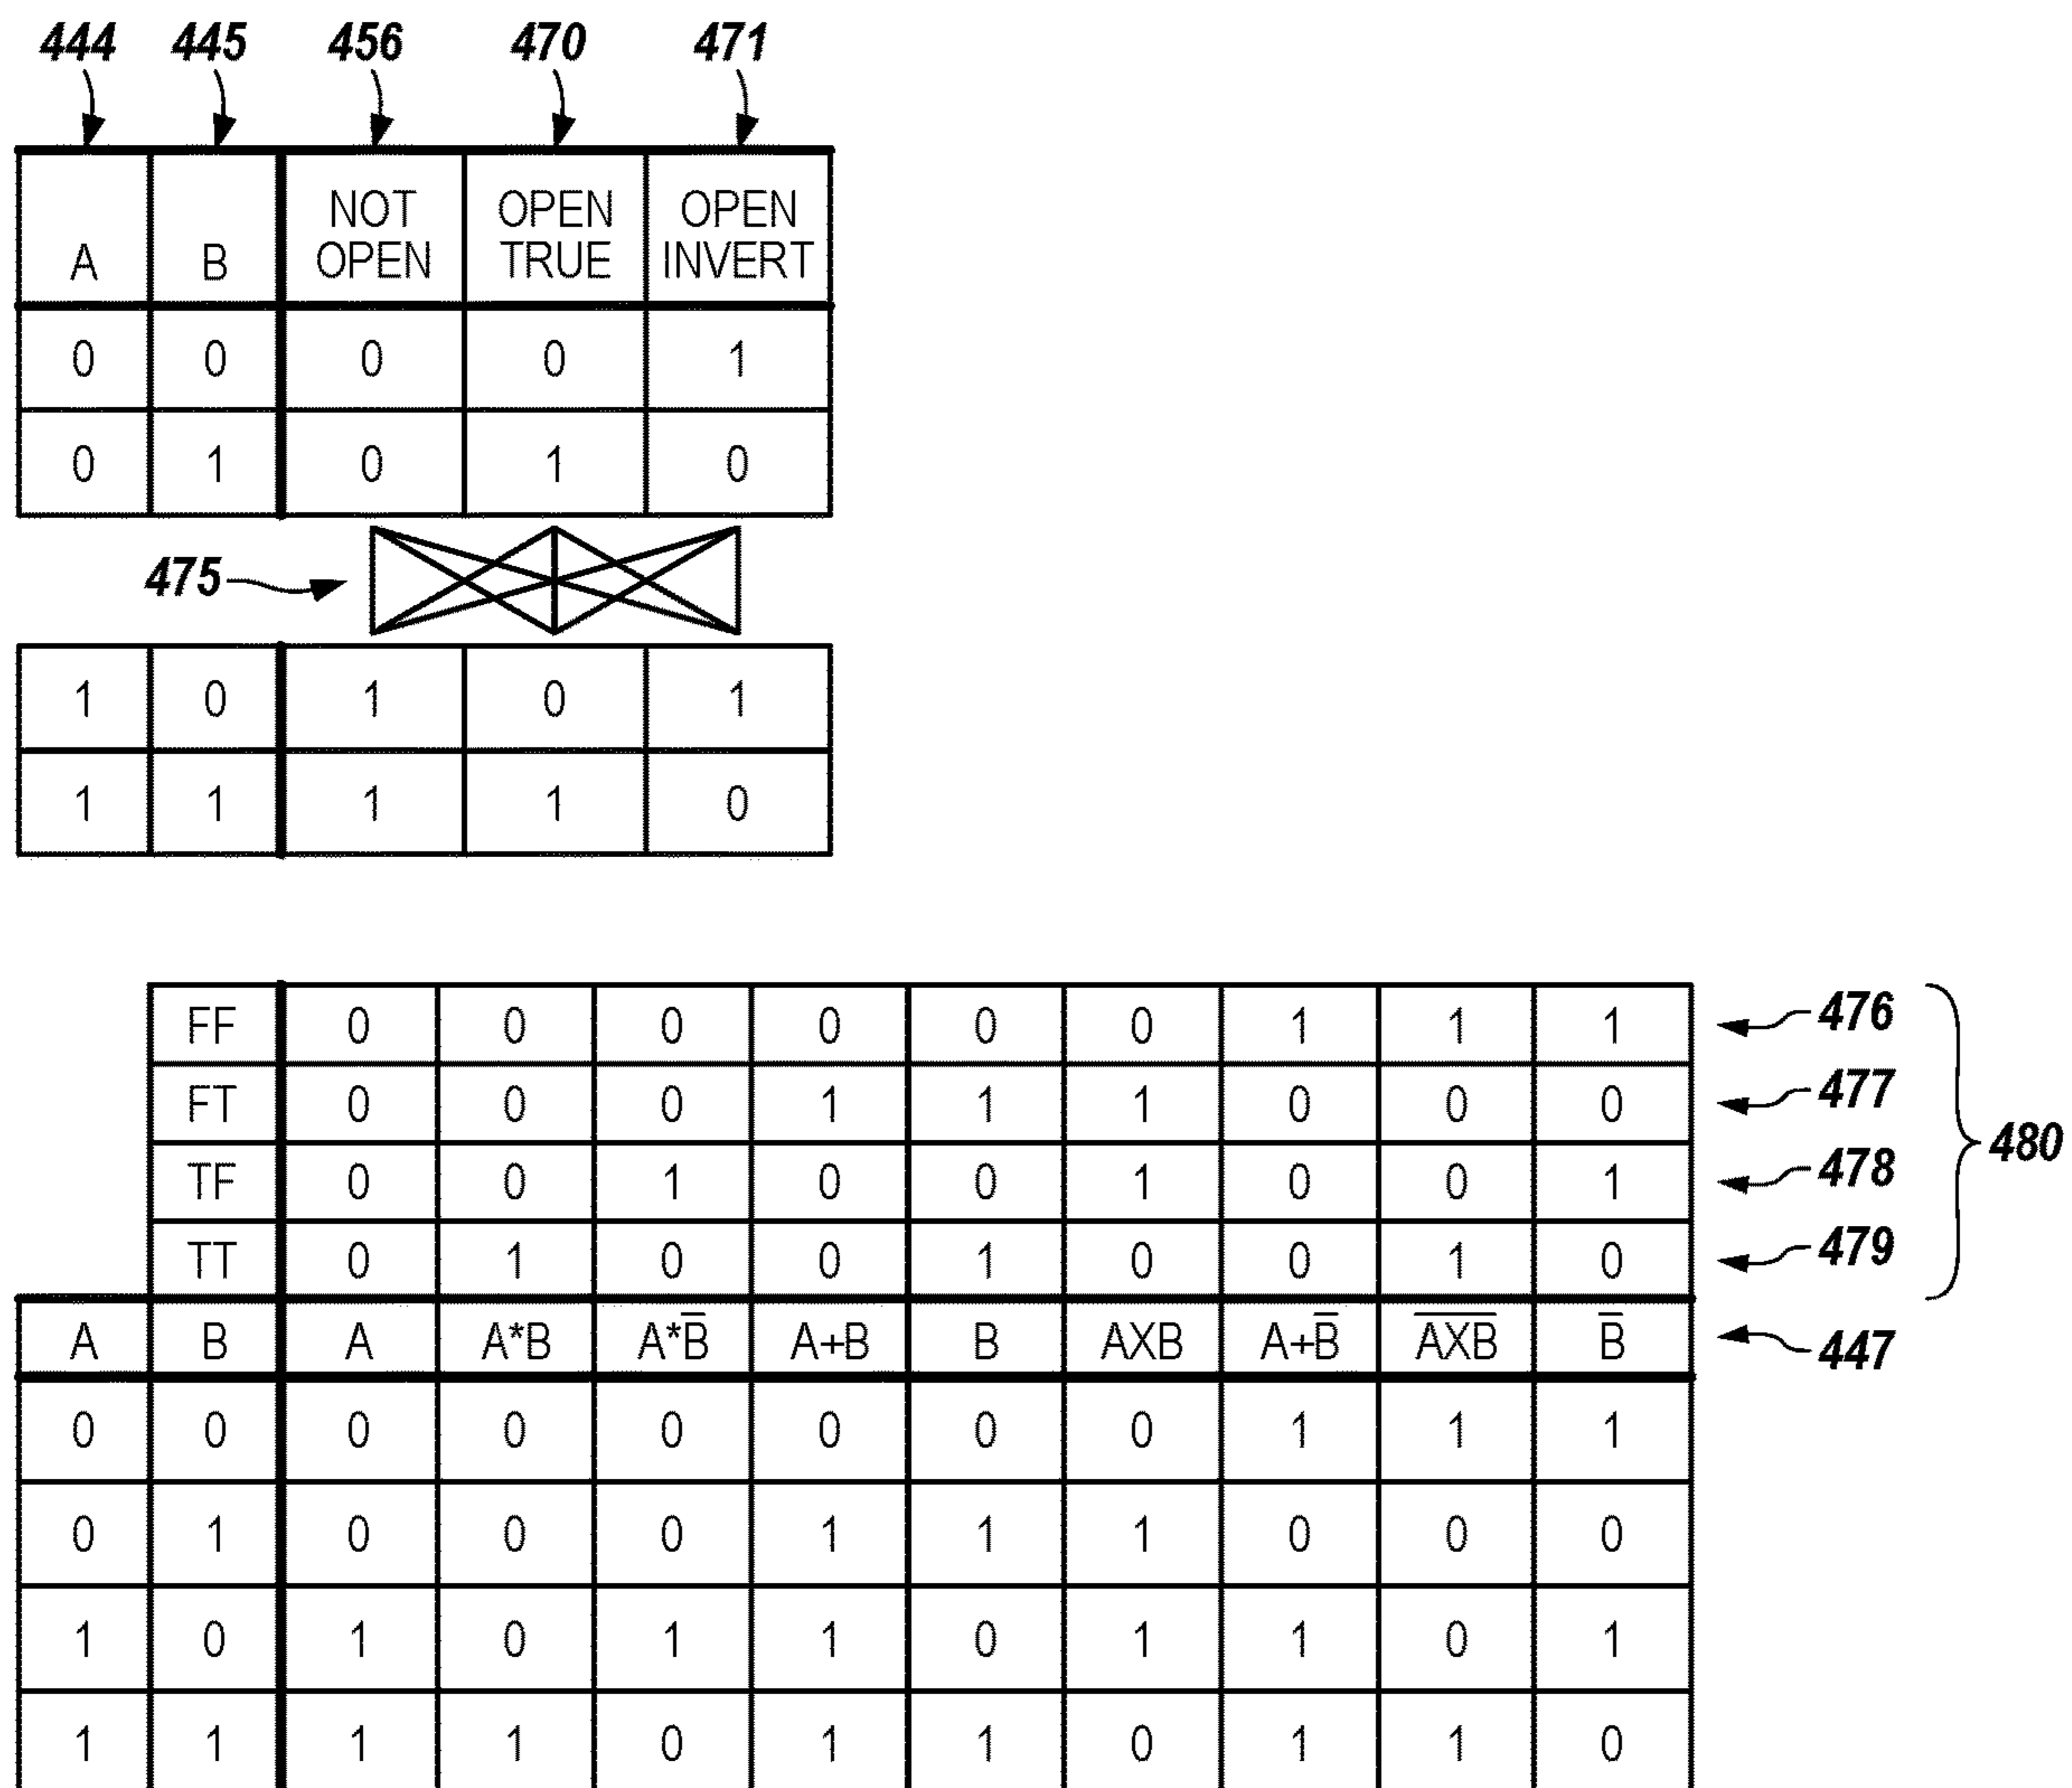 444 445 456 470 471
A B NOT OPEN OPEN TRUE OPEN INVERT
0 0 0 0 1
0 1 0 1 0
475
1 0 1 0 1
1 1 1 1 0
FF 0 0 0 0 0 0 1 1 1 476
FT 0 0 0 1 1 1 0 0 0 477
480
TF 0 0 1 0 0 1 0 0 1 478
TT 0 1 0 0 1 0 0 1 0 479
A B A A*B A*B̅ A+B B AXB A+B̅ A̅X̅B̅ B̅ 447
0 0 0 0 0 0 0 0 1 1 1
0 1 0 0 0 1 1 1 0 0 0
1 0 1 0 1 1 0 1 1 0 1
1 1 1 1 0 1 1 0 1 1 0